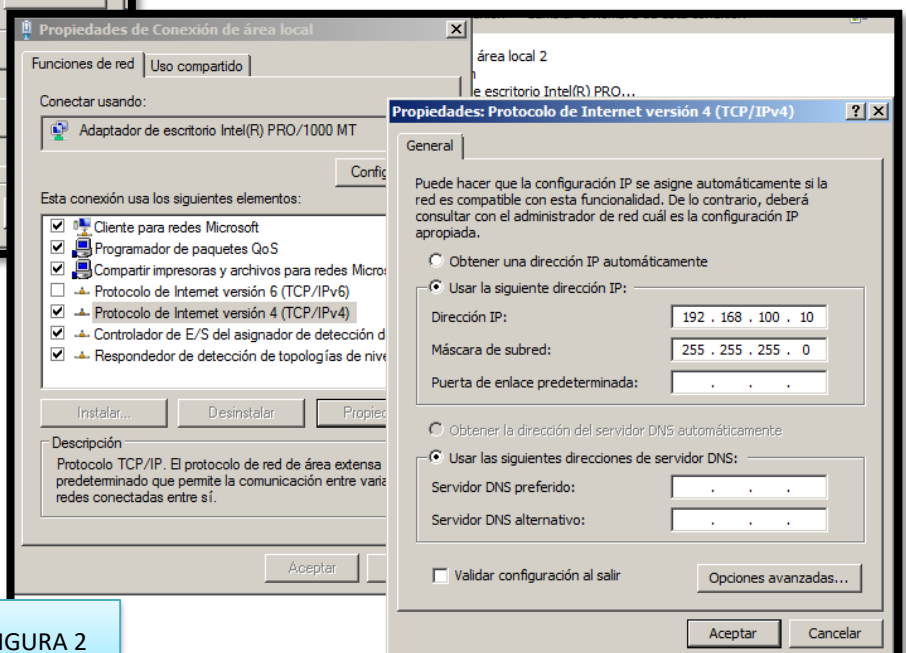 Propiedades de Conexión de área local
Funciones de red
Uso compartido
Conectar usando:
Adaptador de escritorio Intel(R) PRO/1000 MT
Esta conexión usa los siguientes elementos:
Cliente para redes Microsoft
Programador de paquetes QoS
Compartir impresoras y archivos para redes
Protocolo de Internet versión 6 (TCP/IPv6)
Protocolo de Internet versión 4 (TCP/IPv4)
Controlador de E/S del asignador de detección
Respondedor de detección de topologías de
Instalar...
Desinstalar
Descripción
Protocolo TCP/IP. El protocolo de red de área extensa
predeterminado que permite la comunicación entre
redes conectadas entre sí.
Aceptar
área local 2
escritorio Intel(R) PRO...
Propiedades: Protocolo de Internet versión 4 (TCP/IPv4)
General
Puede hacer que la configuración IP se asigne automáticamente si la
red es compatible con esta funcionalidad. De lo contrario, deberá
consultar con el administrador de red cuál es la configuración IP
apropiada.
Obtener una dirección IP automáticamente
Usar la siguiente dirección IP:
Dirección IP: 192 . 168 . 100 . 10
Máscara de subred: 255 . 255 . 255 . 0
Puerta de enlace predeterminada: . . .
Obtener la dirección del servidor DNS automáticamente
Usar las siguientes direcciones de servidor DNS:
Servidor DNS preferido: . . .
Servidor DNS alternativo: . . .
Validar configuración al salir
Opciones avanzadas...
Aceptar
Cancelar
IGURA 2